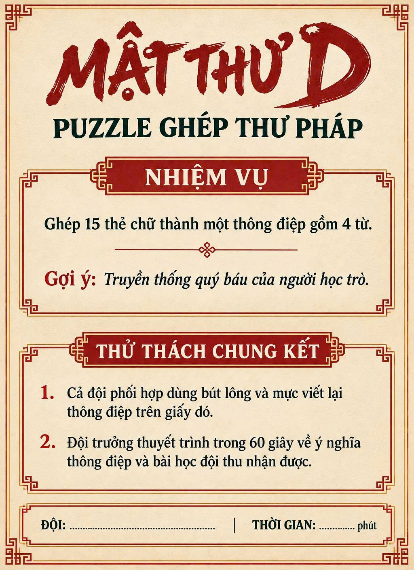 MẬT THƯ D
PUZZLE GHÉP THƯ PHÁP
NHIỆM VỤ
Ghép 15 thẻ chữ thành một thông điệp gồm 4 từ.
Gợi ý: Truyền thống quý báu của người học trò.
THỬ THÁCH CHUNG KẾT
1. Cả đội phối hợp dùng bút lông và mực viết lại
thông điệp trên giấy dó.
2. Đội trưởng thuyết trình trong 60 giây về ý nghĩa
thông điệp và bài học đội thu nhận được.
ĐỘI: ........................................ | THỜI GIAN: ............ phút